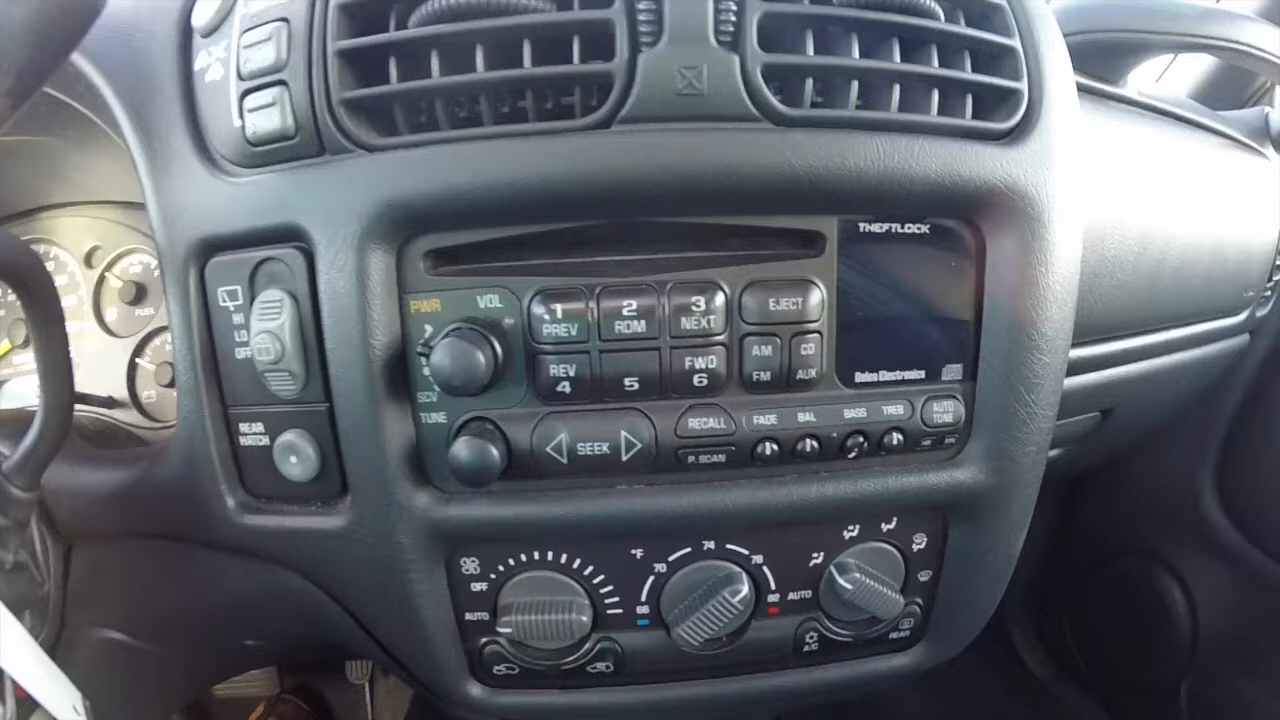 4X4
FUEL
HI
LO
OFF
REAR
HATCH
THEFTLOCK
PWR
VOL
1
PREV
2
RDM
3
NEXT
EJECT
REV
4
5
FWD
6
AM
FM
CD
AUX
Delco Electronics
SCV
TUNE
SEEK
RECALL
P.SCAN
FADE
BAL
BASS
TREB
AUTO
TONE
OFF
AUTO
°F
66
70
74
78
82
AUTO
A/C
REAR